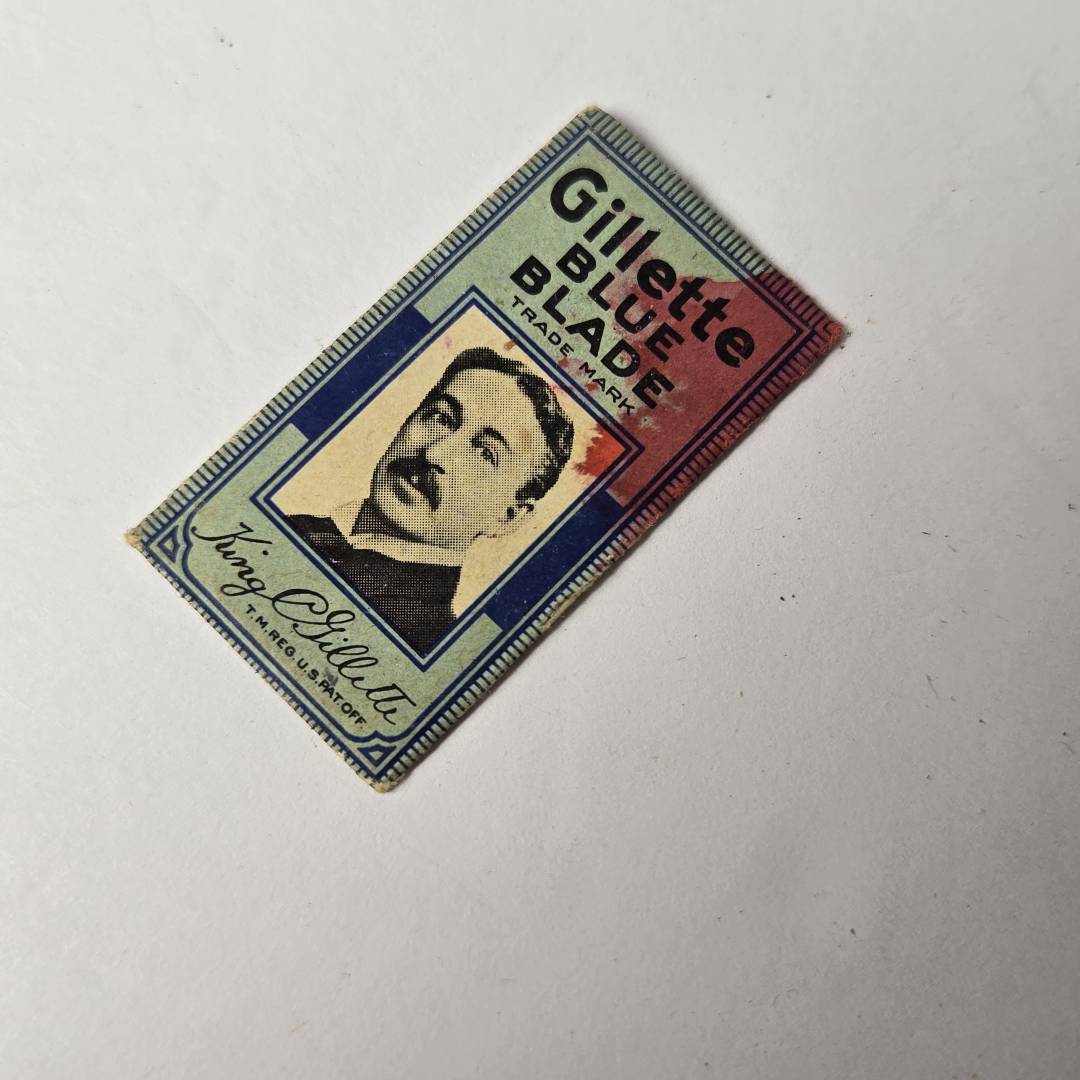 Gillette
BLUE
BLADE
TRADE MARK
King C Gillette
T.M.REG.U.S.PAT.OFF.